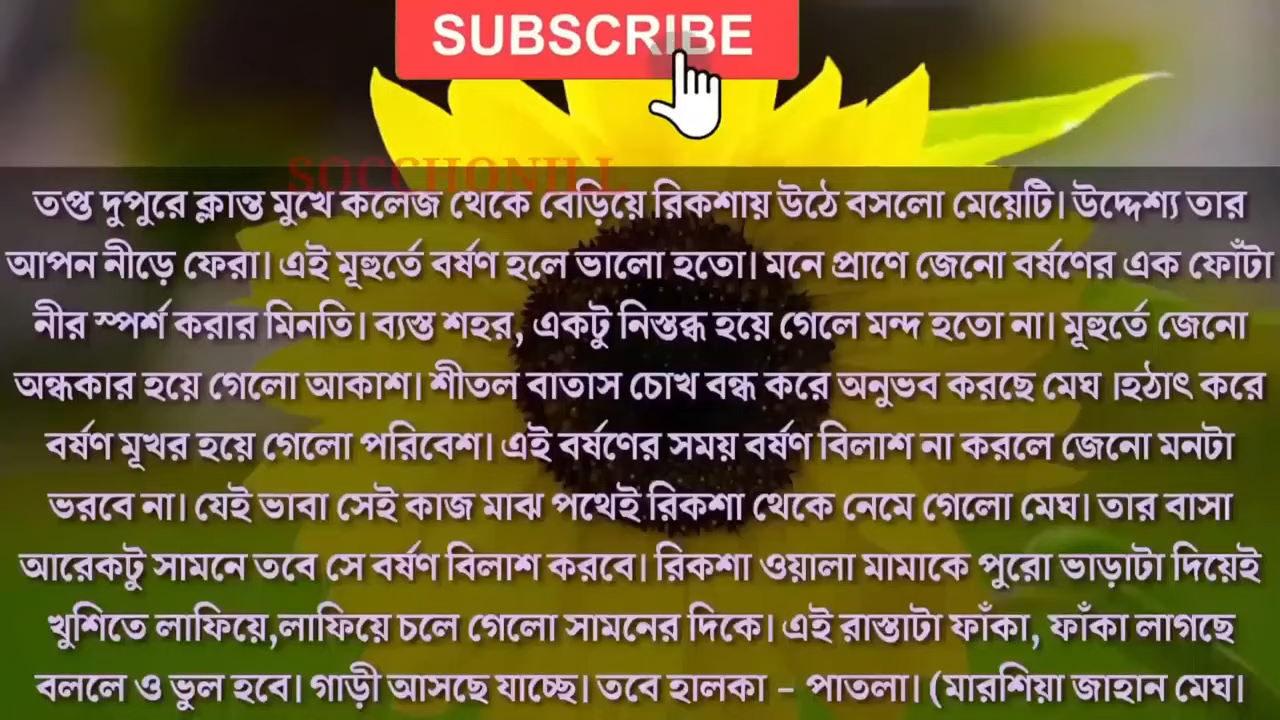 SUBSCRIBE
SOCCHONILL
তপ্ত দুপুরে ক্লান্ত মুখে কলেজ থেকে বেড়িয়ে রিকশায় উঠে বসলো মেয়েটি। উদ্দেশ্য তার
আপন নীড়ে ফেরা। এই মূহুর্তে বর্ষণ হলে ভালো হতো। মনে প্রাণে জেনো বর্ষণের এক ফোঁটা
নীর স্পর্শ করার মিনতি। ব্যস্ত শহর, একটু নিস্তব্ধ হয়ে গেলে মন্দ হতো না। মূহুর্তে জেনো
অন্ধকার হয়ে গেলো আকাশ। শীতল বাতাস চোখ বন্ধ করে অনুভব করছে মেঘ ।হঠাৎ করে
বর্ষণ মূখর হয়ে গেলো পরিবেশ। এই বর্ষণের সময় বর্ষণ বিলাশ না করলে জেনো মনটা
ভরবে না। যেই ভাবা সেই কাজ মাঝ পথেই রিকশা থেকে নেমে গেলো মেঘ। তার বাসা
আরেকটু সামনে তবে সে বর্ষণ বিলাশ করবে। রিকশা ওয়ালা মামাকে পুরো ভাড়াটা দিয়েই
খুশিতে লাফিয়ে,লাফিয়ে চলে গেলো সামনের দিকে। এই রাস্তাটা ফাঁকা, ফাঁকা লাগছে
বললে ও ভুল হবে। গাড়ী আসছে যাচ্ছে। তবে হালকা - পাতলা। (মারশিয়া জাহান মেঘ।